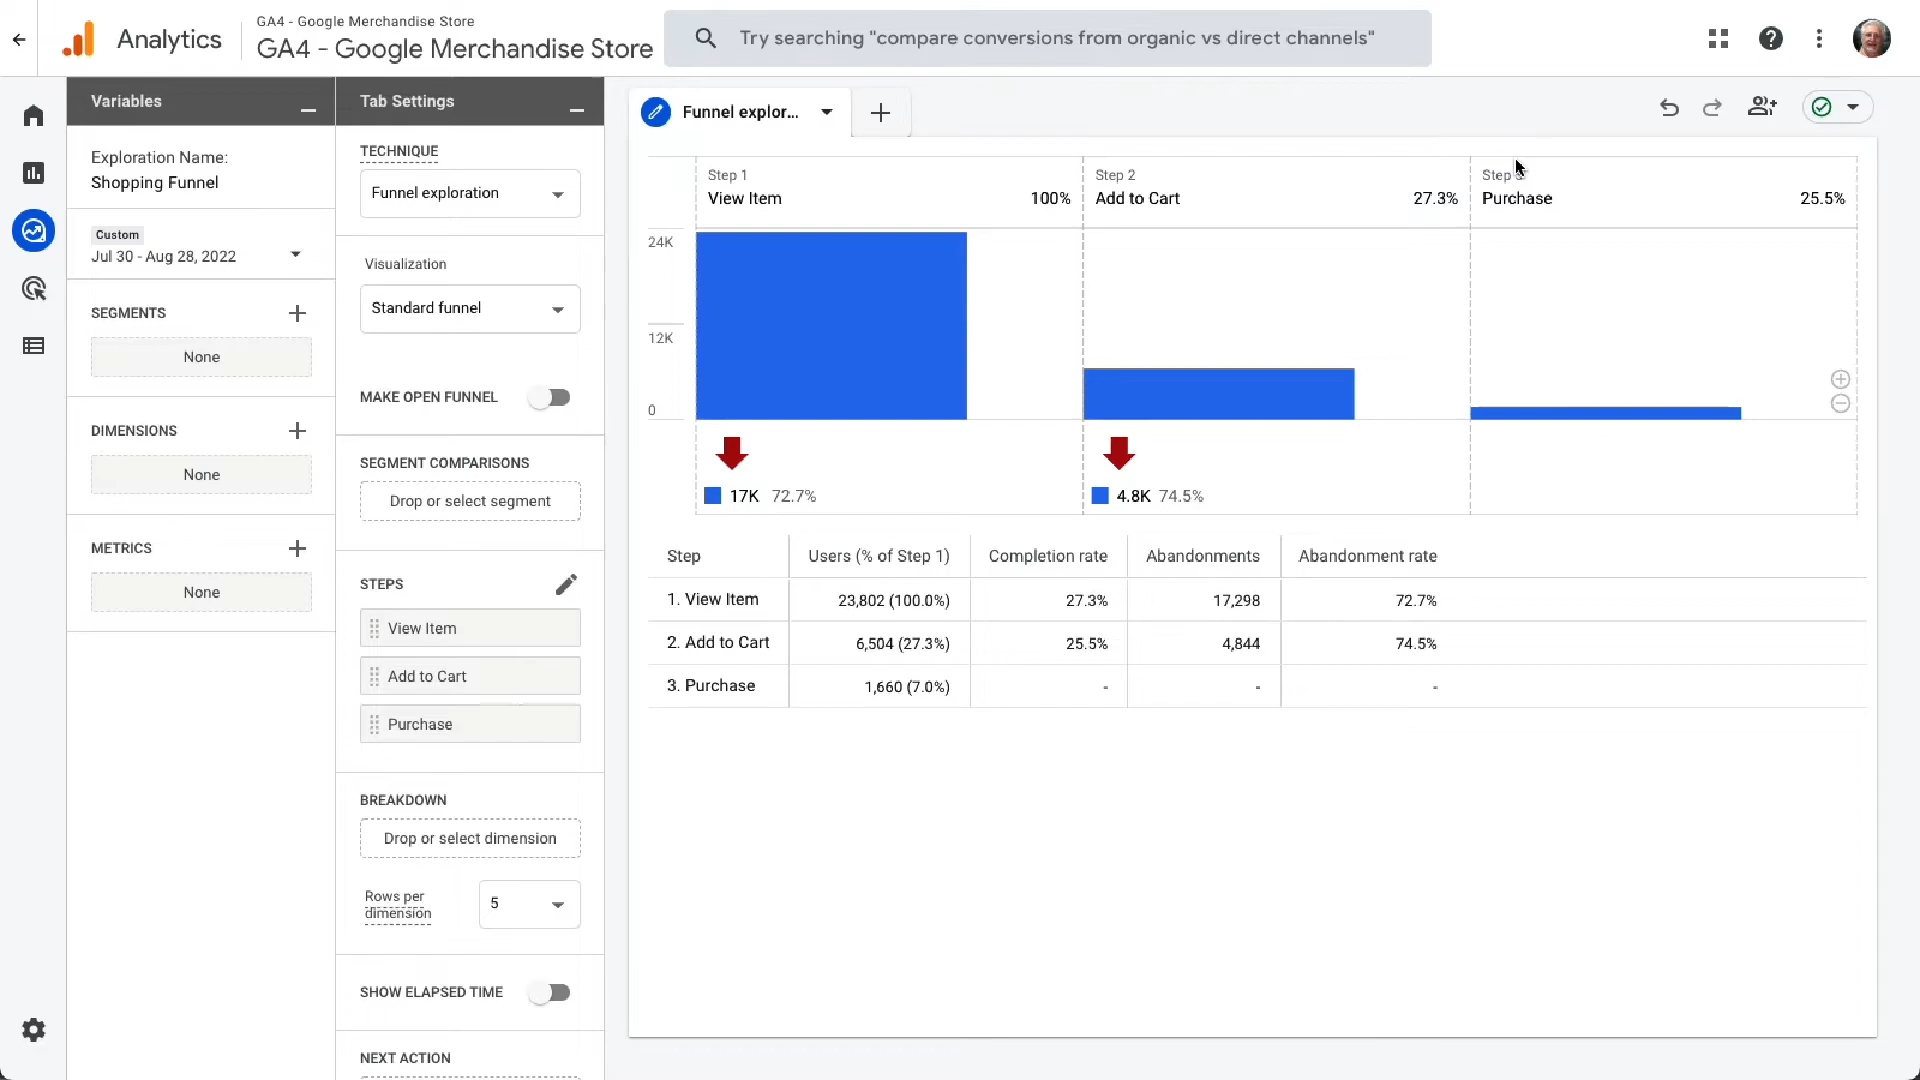 GA4 - Google Merchandise Store
Analytics
GA4 - Google Merchandise Store
Try searching "compare conversions from organic vs direct channels"
Variables
Tab Settings
Funnel explor...
Exploration Name:
Shopping Funnel
Custom
Jul 30 - Aug 28, 2022
SEGMENTS
None
DIMENSIONS
None
METRICS
None
TECHNIQUE
Funnel exploration
Visualization
Standard funnel
MAKE OPEN FUNNEL
SEGMENT COMPARISONS
Drop or select segment
STEPS
View Item
Add to Cart
Purchase
BREAKDOWN
Drop or select dimension
Rows per
dimension
5
SHOW ELAPSED TIME
NEXT ACTION
Step 1
View Item 100%
Step 2
Add to Cart 27.3%
Step
Purchase 25.5%
24K
12K
0
17K 72.7%
4.8K 74.5%
Step Users (% of Step 1) Completion rate Abandonments Abandonment rate
1. View Item 23,802 (100.0%) 27.3% 17,298 72.7%
2. Add to Cart 6,504 (27.3%) 25.5% 4,844 74.5%
3. Purchase 1,660 (7.0%) - - -